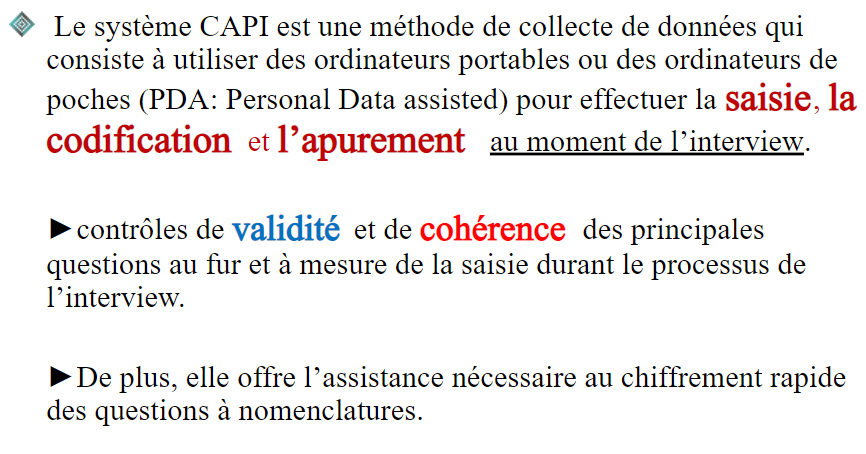 Le système CAPI est une méthode de collecte de données qui
consiste à utiliser des ordinateurs portables ou des ordinateurs de
poches (PDA: Personal Data assisted) pour effectuer la saisie, la
codification et l’apurement au moment de l’interview.
►contrôles de validité et de cohérence des principales
questions au fur et à mesure de la saisie durant le processus de
l’interview.
►De plus, elle offre l’assistance nécessaire au chiffrement rapide
des questions à nomenclatures.